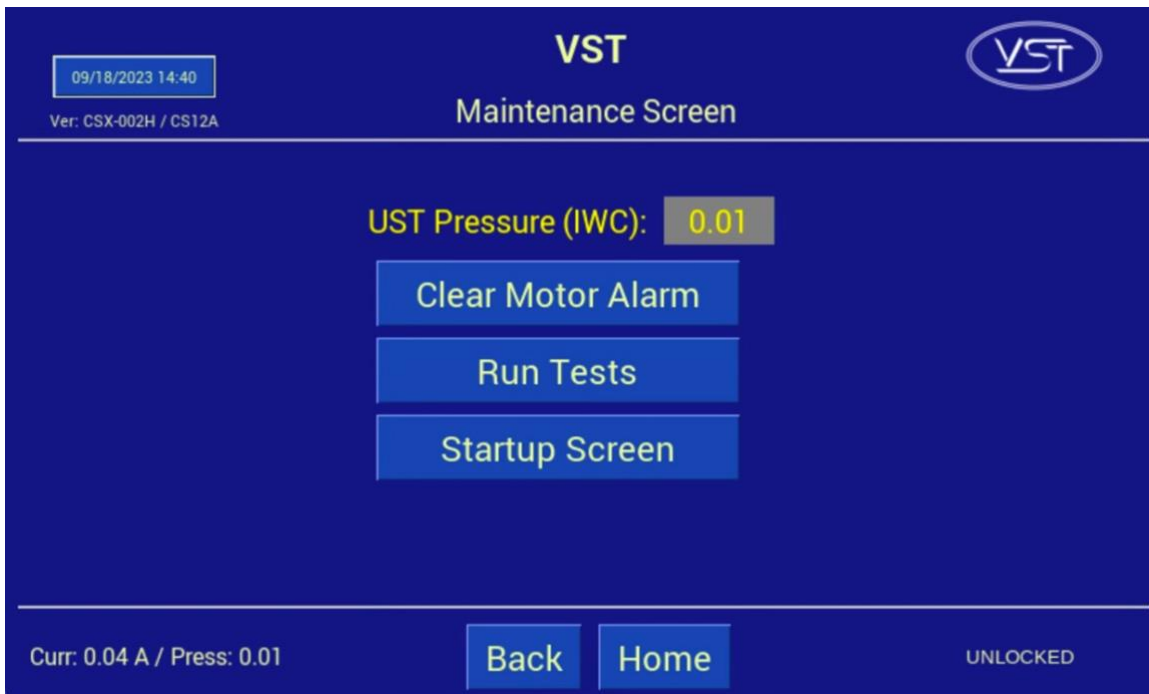 VST
VST
09/18/2023 14:40
Maintenance Screen
Ver: CSX-002H / CS12A
UST Pressure (IWC): 0.01
Clear Motor Alarm
Run Tests
Startup Screen
Curr: 0.04 A / Press: 0.01
Back
Home
UNLOCKED